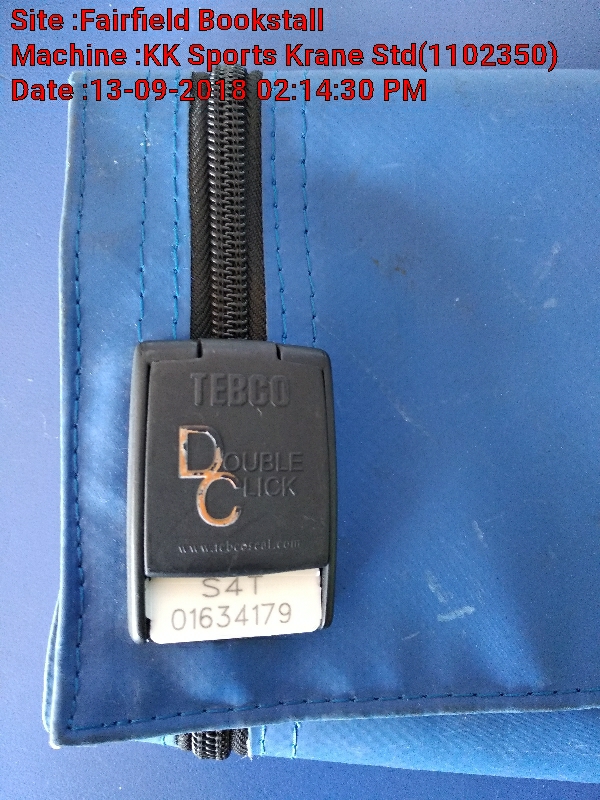 Site :Fairfield Bookstall
Machine :KK Sports Krane Std(1102350)
Date :13-09-2018 02:14:30 PM
TEBCO
DOUBLE
CLICK
www.tebcoseal.com
S4T
01634179